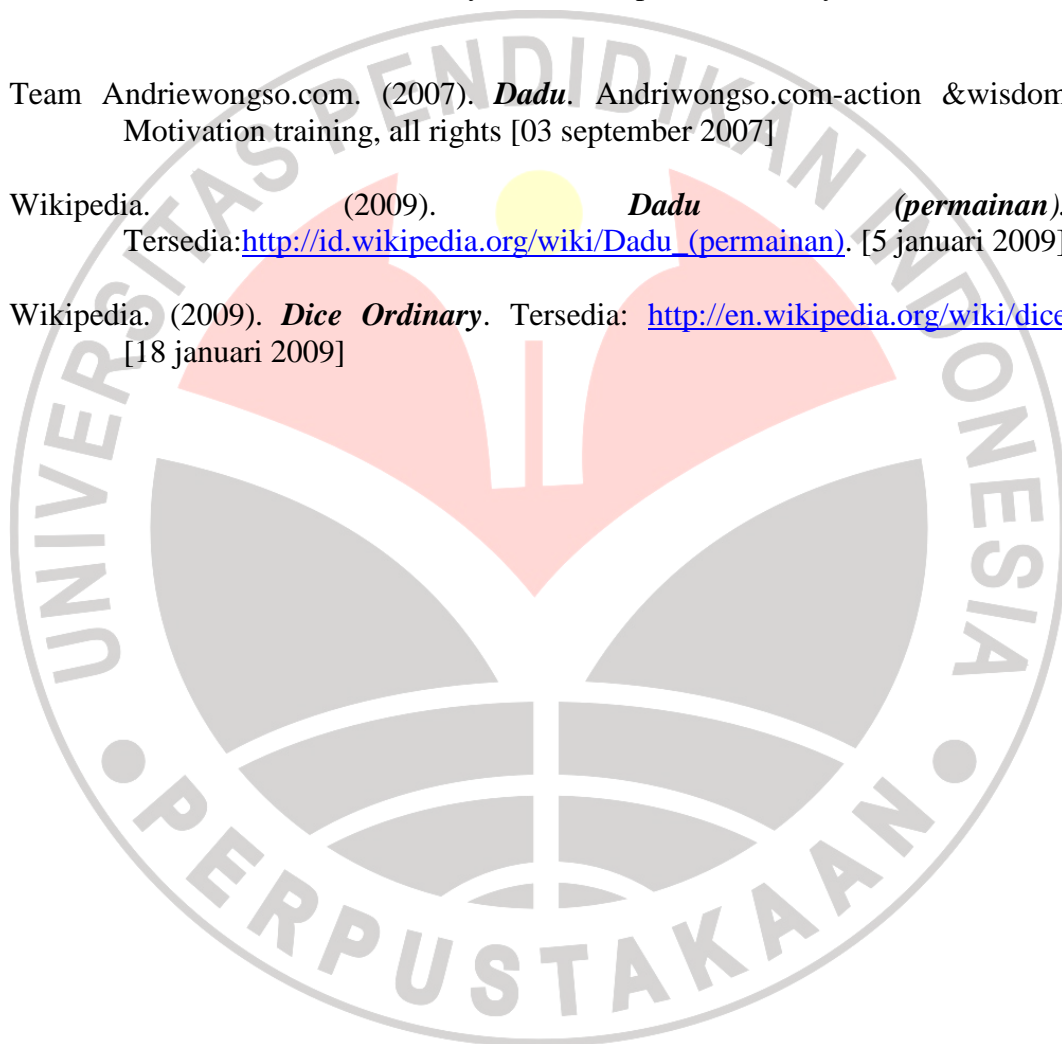 Team Andriewongso.com. (2007). Dadu. Andriwongso.com-action &wisdom
Motivation training, all rights [03 september 2007]
Wikipedia. (2009). Dadu (permainan).
Tersedia:http://id.wikipedia.org/wiki/Dadu_(permainan). [5 januari 2009]
Wikipedia. (2009). Dice Ordinary. Tersedia: http://en.wikipedia.org/wiki/dice
[18 januari 2009]
UNIVERSITAS PENDIDIKAN INDONESIA
PERPUSTAKAAN